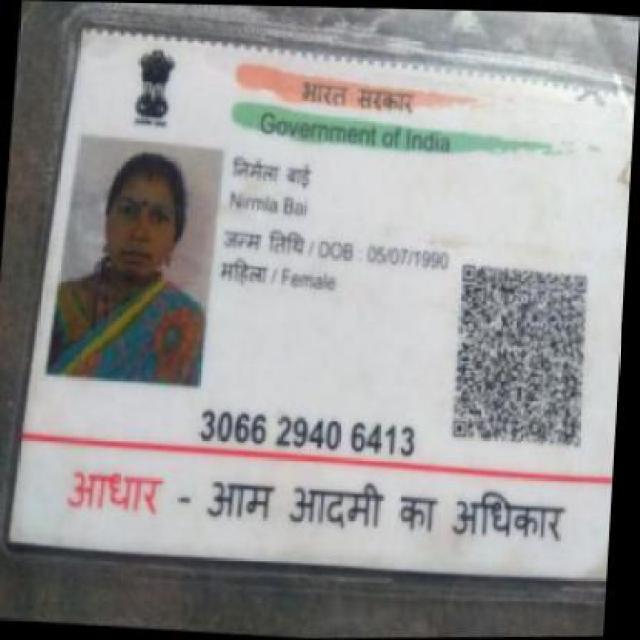 भारत सरकार
Government of India
निर्मला बाई
Nirmla Bai
जन्म तिथि / DOB : 05/07/1990
महिला / Female
3066 2940 6413
आधार - आम आदमी का अधिकार